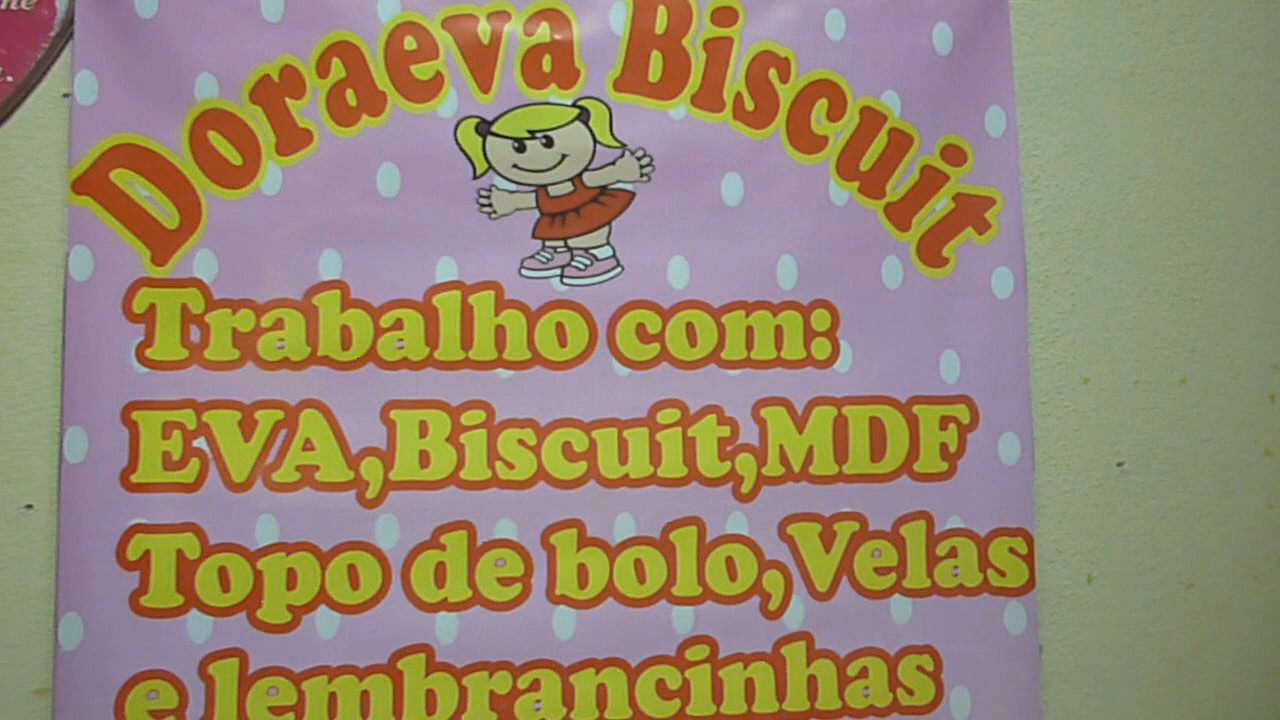 Doraeva Biscuit
Trabalho com:
EVA,Biscuit,MDF
Topo de bolo,Velas
e lembrancinhas